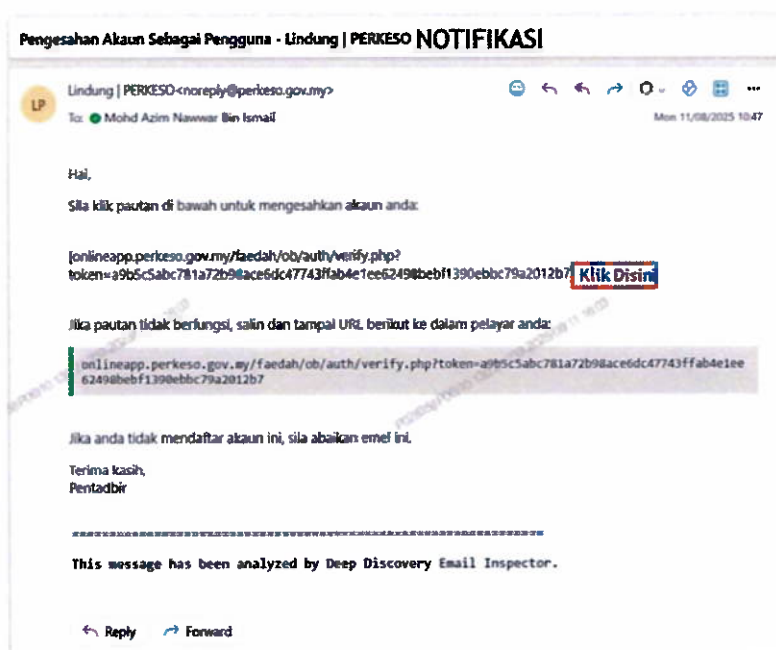 Pengesahan Akaun Sebagai Pengguna - Lindung | PERKESO NOTIFIKASI
LP
Lindung | PERKESO<noreply@perkeso.gov.my>
To: Mohd Azim Nawwar Bin Ismail
Mon 11/08/2025 10:47
Hai,
Sila klik pautan di bawah untuk mengesahkan akaun anda:
[onlineapp.perkeso.gov.my/faedah/ob/auth/verify.php?
token=a9b5c5abc781a72b98ace6dc47743ffab4e1ee62498bebf1390ebbc79a2012b7] Klik Disini
Jika pautan tidak berfungsi, salin dan tampal URL berikut ke dalam pelayar anda:
onlineapp.perkeso.gov.my/faedah/ob/auth/verify.php?token=a9b5c5abc781a72b98ace6dc47743ffab4e1ee
62498bebf1390ebbc79a2012b7
Jika anda tidak mendaftar akaun ini, sila abaikan emel ini.
Terima kasih,
Pentadbir
This message has been analyzed by Deep Discovery Email Inspector.
Reply
Forward